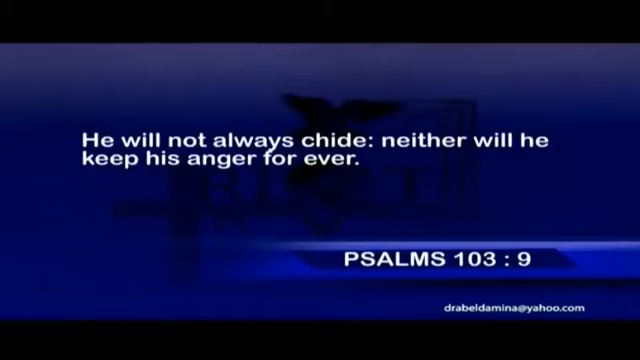 He will not always chide: neither will he
keep his anger for ever.
PSALMS 103 : 9
drabeldamina@yahoo.com